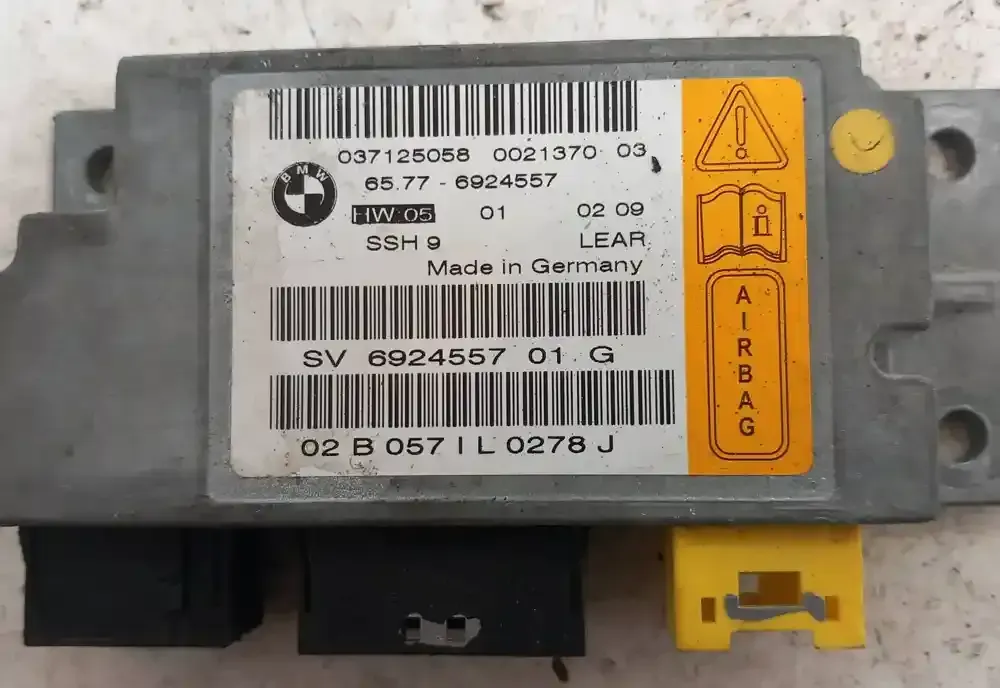 037125058 0021370 03
BMW
65.77 - 6924557
HW:05 01 02 09
SSH 9 LEAR
Made in Germany
SV 6924557 01 G
02 B 057 I L 0278 J
!
i
AIRBAG